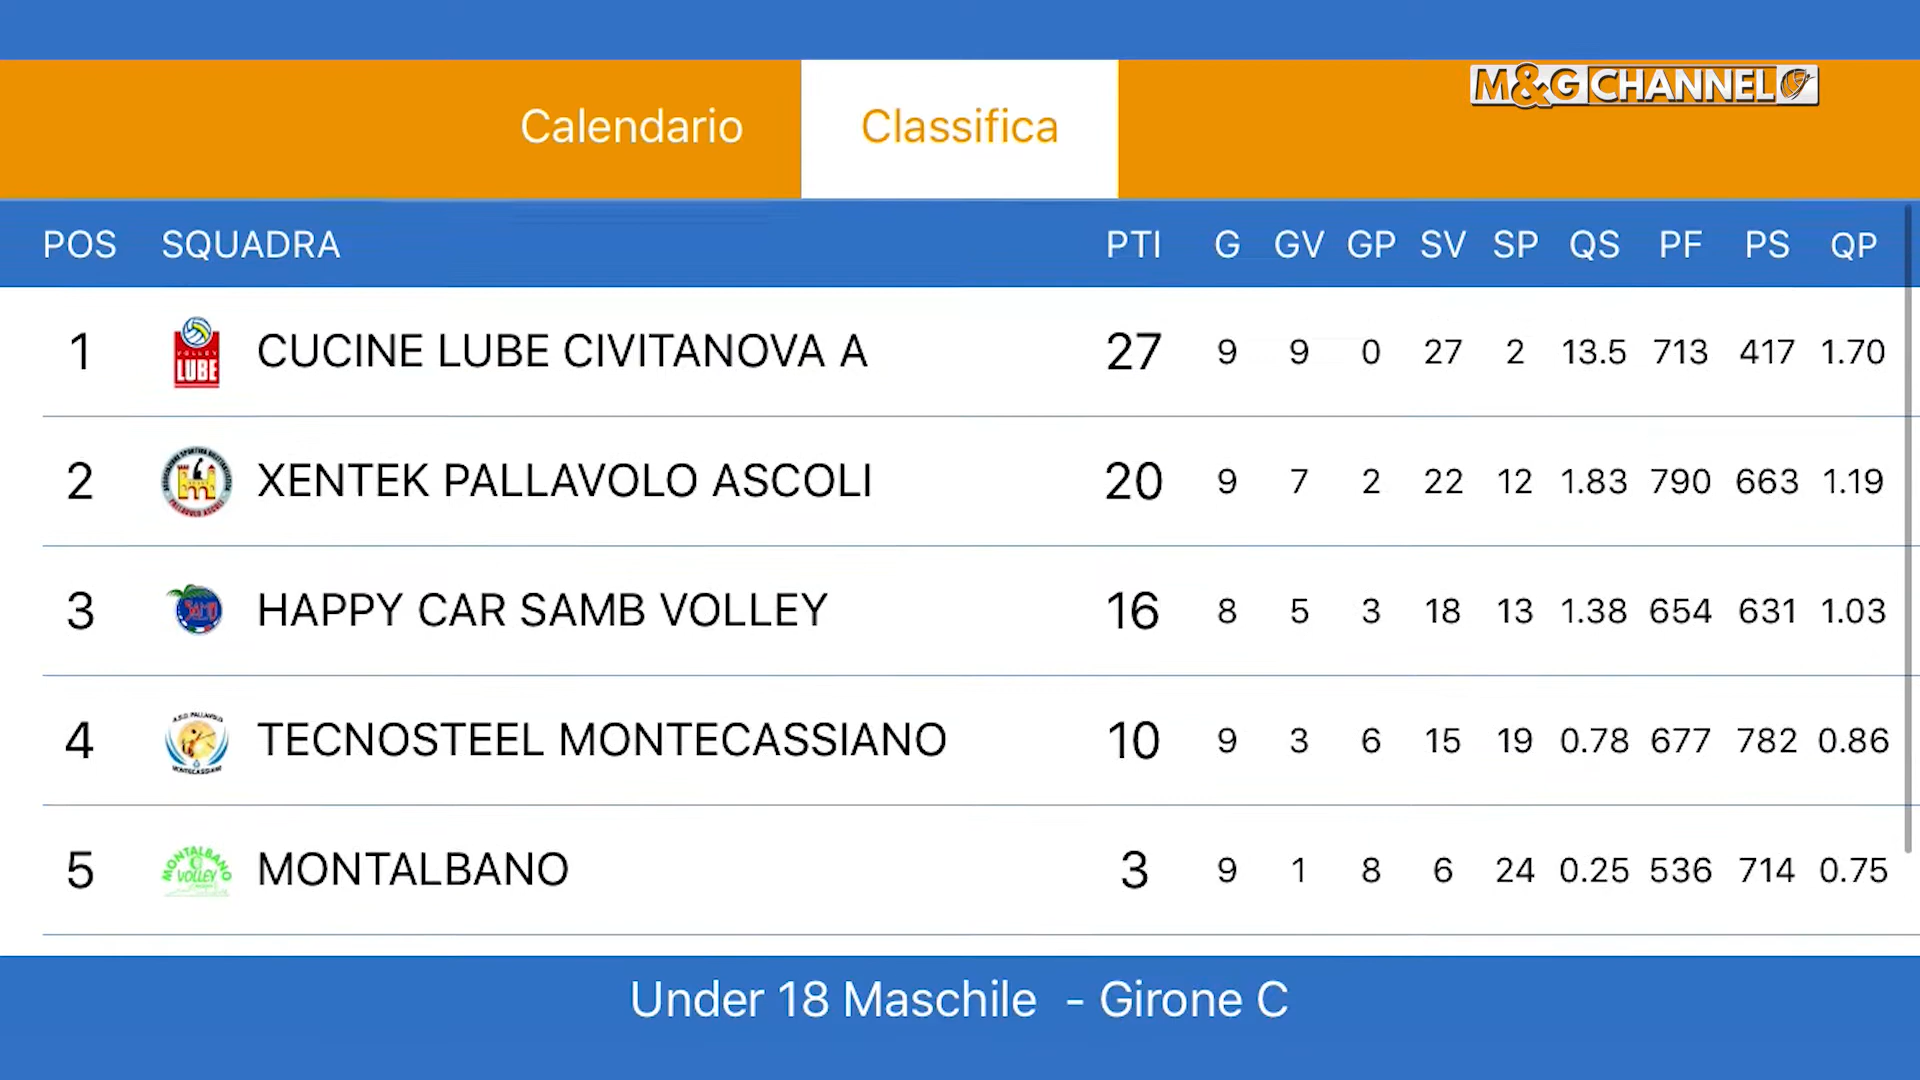 M&G CHANNEL
Calendario Classifica
POS SQUADRA PTI G GV GP SV SP QS PF PS QP
1 VOLLEY LUBE CUCINE LUBE CIVITANOVA A 27 9 9 0 27 2 13.5 713 417 1.70
2 XENTEK PALLAVOLO ASCOLI 20 9 7 2 22 12 1.83 790 663 1.19
3 SAMB HAPPY CAR SAMB VOLLEY 16 8 5 3 18 13 1.38 654 631 1.03
4 A.S.D. PALLAVOLO MONTECASSIANO TECNOSTEEL MONTECASSIANO 10 9 3 6 15 19 0.78 677 782 0.86
5 MONTALBANO VOLLEY MONTALBANO 3 9 1 8 6 24 0.25 536 714 0.75
Under 18 Maschile - Girone C